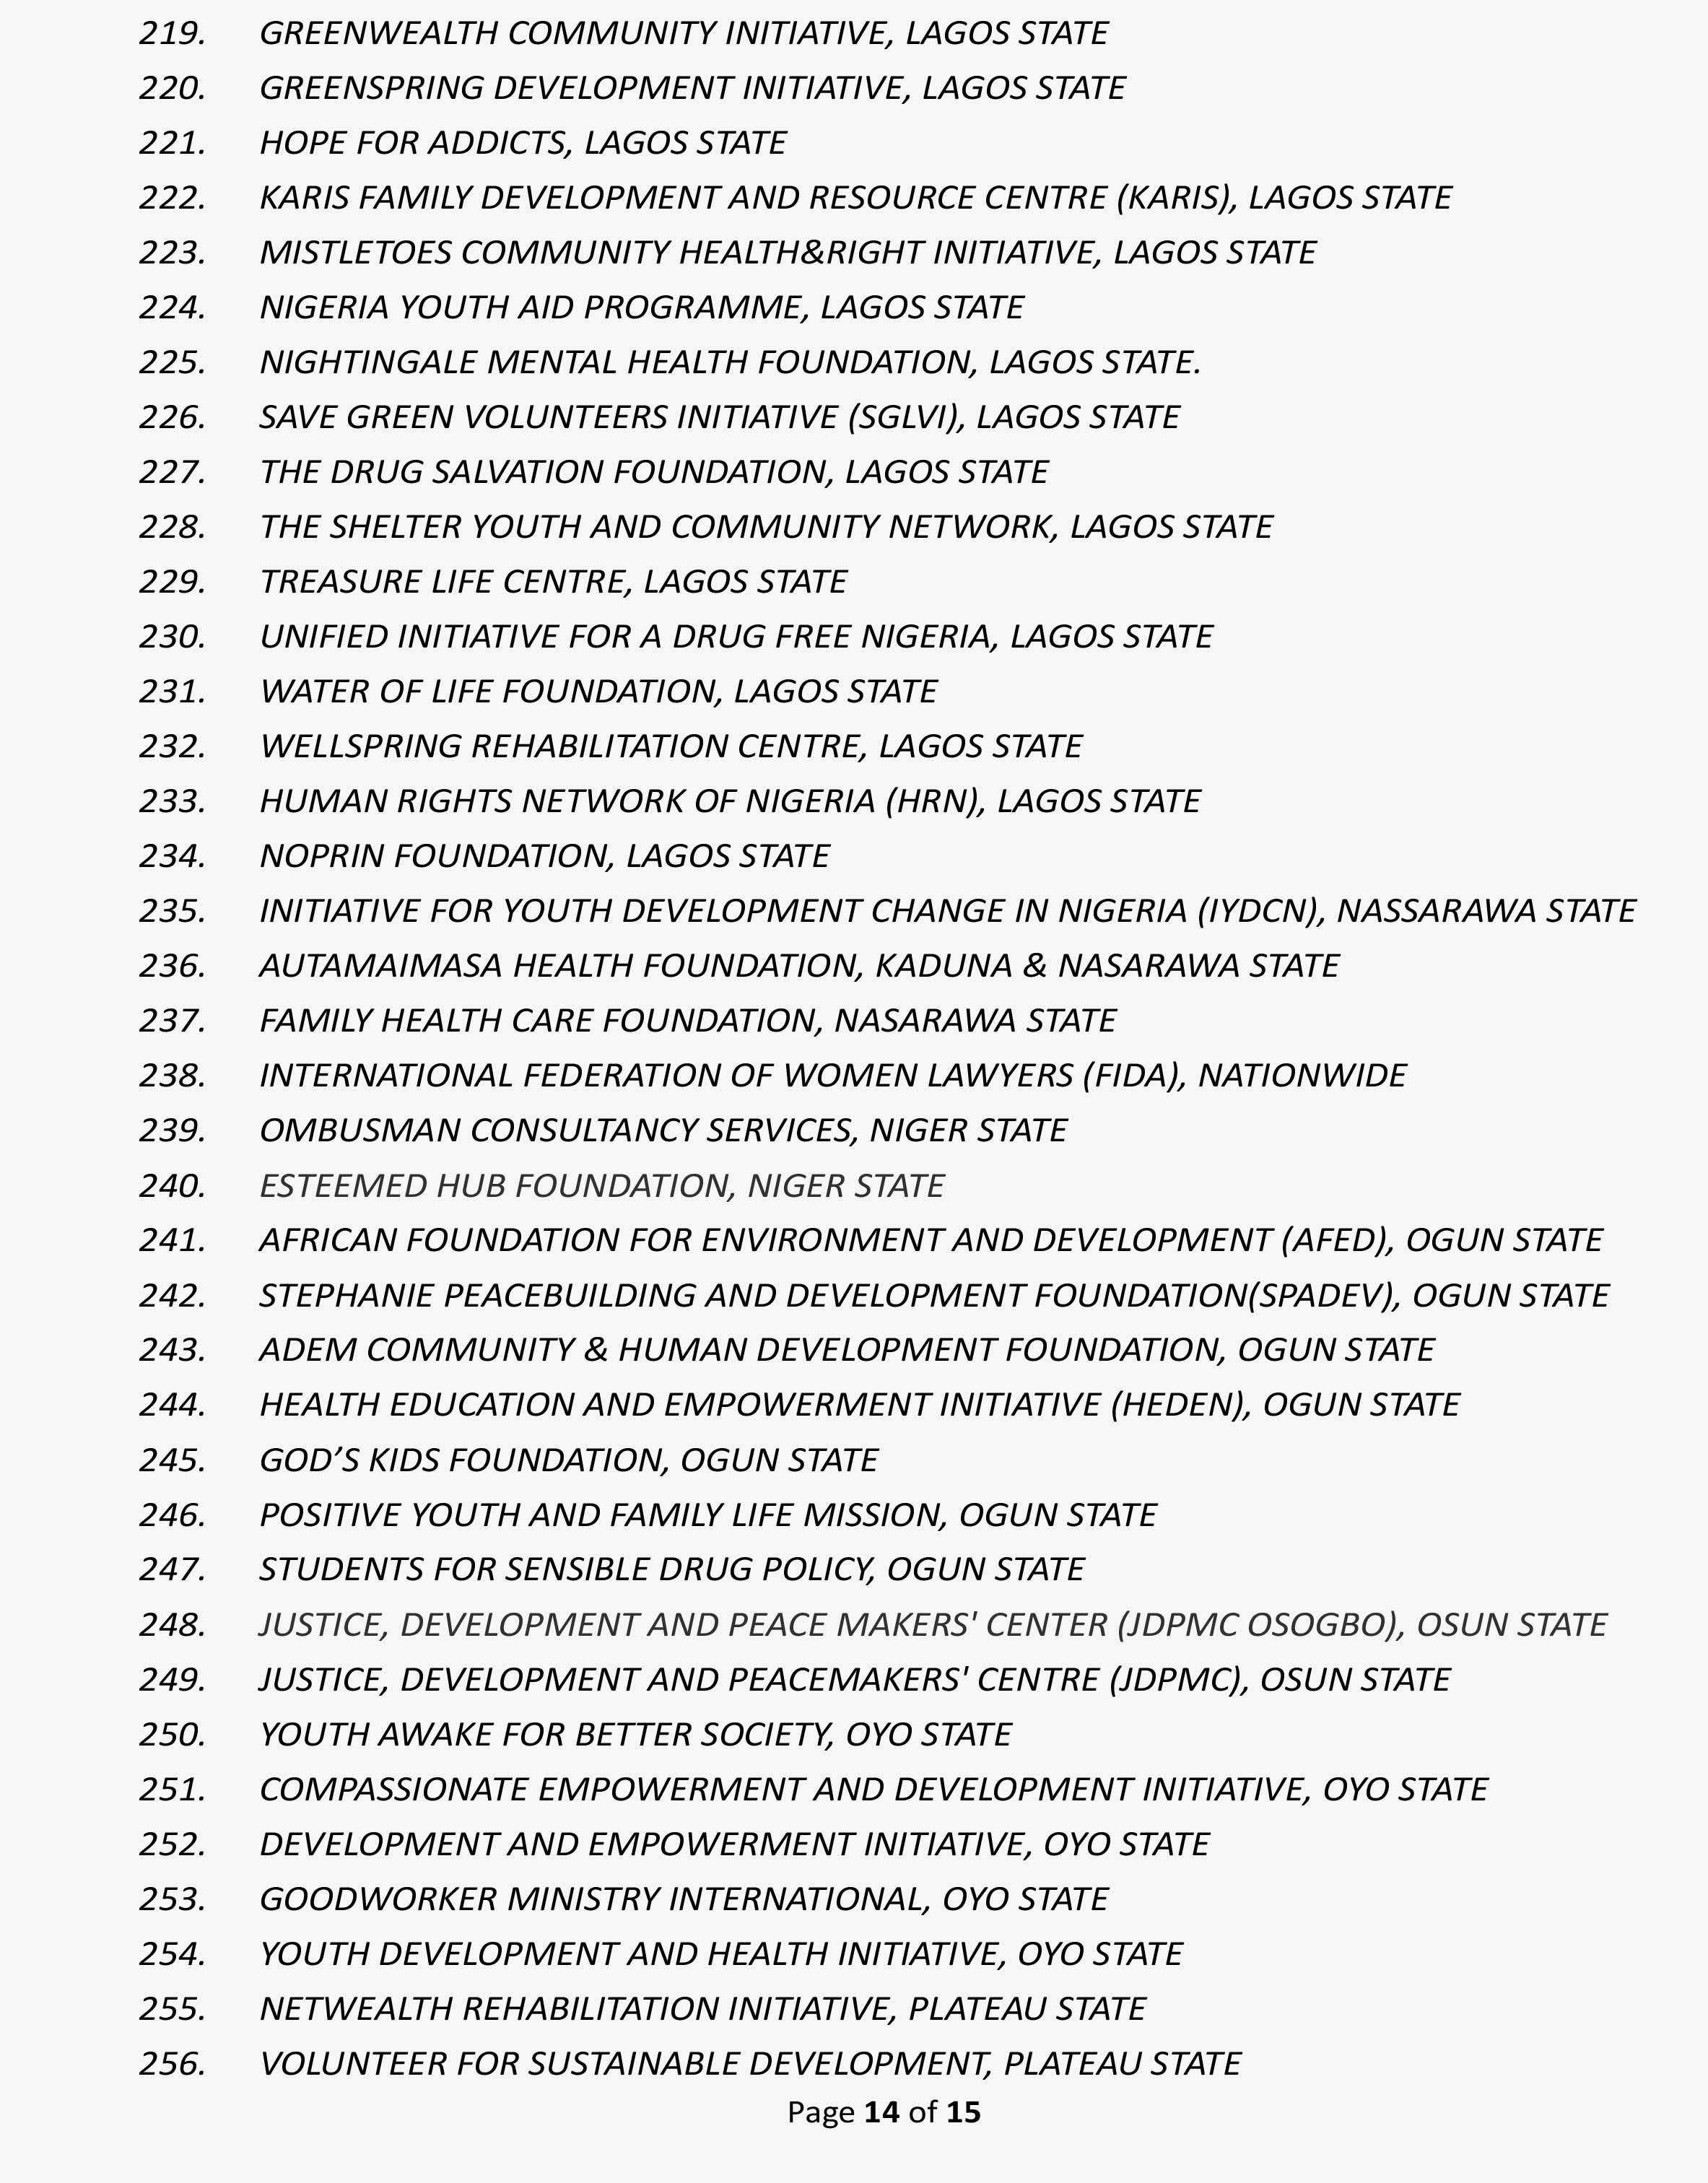 219. GREENWEALTH COMMUNITY INITIATIVE, LAGOS STATE
220. GREENSPRING DEVELOPMENT INITIATIVE, LAGOS STATE
221. HOPE FOR ADDICTS, LAGOS STATE
222. KARIS FAMILY DEVELOPMENT AND RESOURCE CENTRE (KARIS), LAGOS STATE
223. MISTLETOES COMMUNITY HEALTH&RIGHT INITIATIVE, LAGOS STATE
224. NIGERIA YOUTH AID PROGRAMME, LAGOS STATE
225. NIGHTINGALE MENTAL HEALTH FOUNDATION, LAGOS STATE.
226. SAVE GREEN VOLUNTEERS INITIATIVE (SGLVI), LAGOS STATE
227. THE DRUG SALVATION FOUNDATION, LAGOS STATE
228. THE SHELTER YOUTH AND COMMUNITY NETWORK, LAGOS STATE
229. TREASURE LIFE CENTRE, LAGOS STATE
230. UNIFIED INITIATIVE FOR A DRUG FREE NIGERIA, LAGOS STATE
231. WATER OF LIFE FOUNDATION, LAGOS STATE
232. WELLSPRING REHABILITATION CENTRE, LAGOS STATE
233. HUMAN RIGHTS NETWORK OF NIGERIA (HRN), LAGOS STATE
234. NOPRIN FOUNDATION, LAGOS STATE
235. INITIATIVE FOR YOUTH DEVELOPMENT CHANGE IN NIGERIA (IYDCN), NASSARAWA STATE
236. AUTAMAIMASA HEALTH FOUNDATION, KADUNA & NASARAWA STATE
237. FAMILY HEALTH CARE FOUNDATION, NASARAWA STATE
238. INTERNATIONAL FEDERATION OF WOMEN LAWYERS (FIDA), NATIONWIDE
239. OMBUSMAN CONSULTANCY SERVICES, NIGER STATE
240. ESTEEMED HUB FOUNDATION, NIGER STATE
241. AFRICAN FOUNDATION FOR ENVIRONMENT AND DEVELOPMENT (AFED), OGUN STATE
242. STEPHANIE PEACEBUILDING AND DEVELOPMENT FOUNDATION(SPADEV), OGUN STATE
243. ADEM COMMUNITY & HUMAN DEVELOPMENT FOUNDATION, OGUN STATE
244. HEALTH EDUCATION AND EMPOWERMENT INITIATIVE (HEDEN), OGUN STATE
245. GOD’S KIDS FOUNDATION, OGUN STATE
246. POSITIVE YOUTH AND FAMILY LIFE MISSION, OGUN STATE
247. STUDENTS FOR SENSIBLE DRUG POLICY, OGUN STATE
248. JUSTICE, DEVELOPMENT AND PEACE MAKERS' CENTER (JDPMC OSOGBO), OSUN STATE
249. JUSTICE, DEVELOPMENT AND PEACEMAKERS' CENTRE (JDPMC), OSUN STATE
250. YOUTH AWAKE FOR BETTER SOCIETY, OYO STATE
251. COMPASSIONATE EMPOWERMENT AND DEVELOPMENT INITIATIVE, OYO STATE
252. DEVELOPMENT AND EMPOWERMENT INITIATIVE, OYO STATE
253. GOODWORKER MINISTRY INTERNATIONAL, OYO STATE
254. YOUTH DEVELOPMENT AND HEALTH INITIATIVE, OYO STATE
255. NETWEALTH REHABILITATION INITIATIVE, PLATEAU STATE
256. VOLUNTEER FOR SUSTAINABLE DEVELOPMENT, PLATEAU STATE
Page 14 of 15